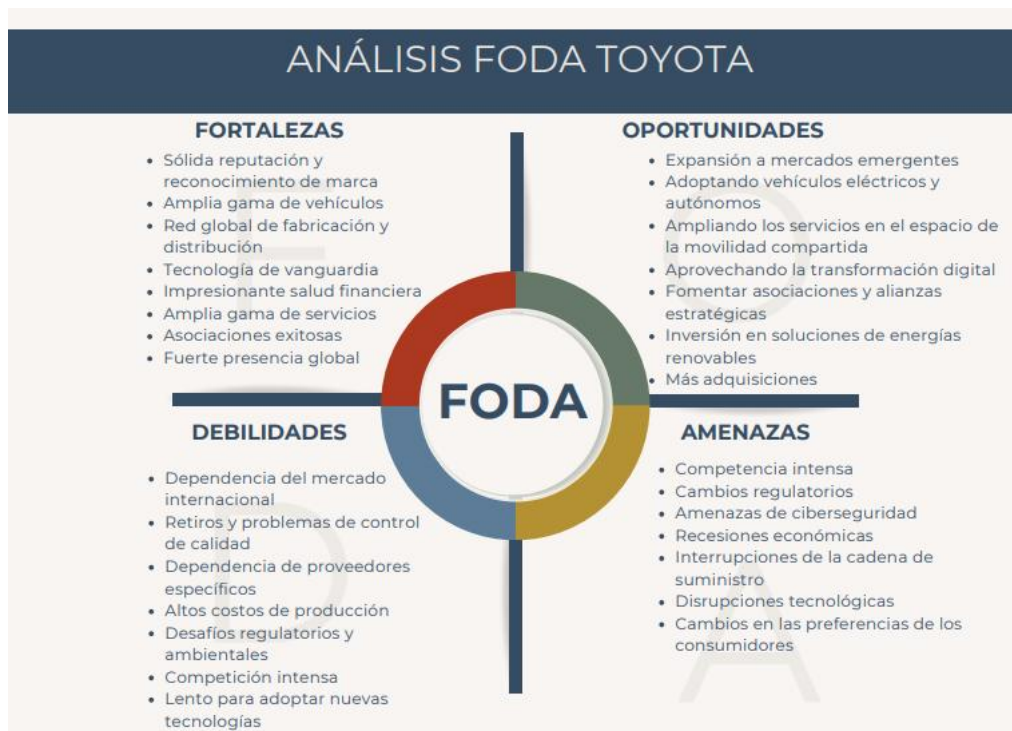 ANÁLISIS FODA TOYOTA
FORTALEZAS
• Sólida reputación y
reconocimiento de marca
• Amplia gama de vehículos
• Red global de fabricación y
distribución
• Tecnología de vanguardia
• Impresionante salud financiera
• Amplia gama de servicios
• Asociaciones exitosas
• Fuerte presencia global
F
OPORTUNIDADES
• Expansión a mercados emergentes
• Adoptando vehículos eléctricos y
autónomos
• Ampliando los servicios en el espacio de
la movilidad compartida
• Aprovechando la transformación digital
• Fomentar asociaciones y alianzas
estratégicas
• Inversión en soluciones de energías
renovables
• Más adquisiciones
O
FODA
DEBILIDADES
• Dependencia del mercado
internacional
• Retiros y problemas de control
de calidad
• Dependencia de proveedores
específicos
• Altos costos de producción
• Desafíos regulatorios y
ambientales
• Competición intensa
• Lento para adoptar nuevas
tecnologías
D
AMENAZAS
• Competencia intensa
• Cambios regulatorios
• Amenazas de ciberseguridad
• Recesiones económicas
• Interrupciones de la cadena de
suministro
• Disrupciones tecnológicas
• Cambios en las preferencias de los
consumidores
A